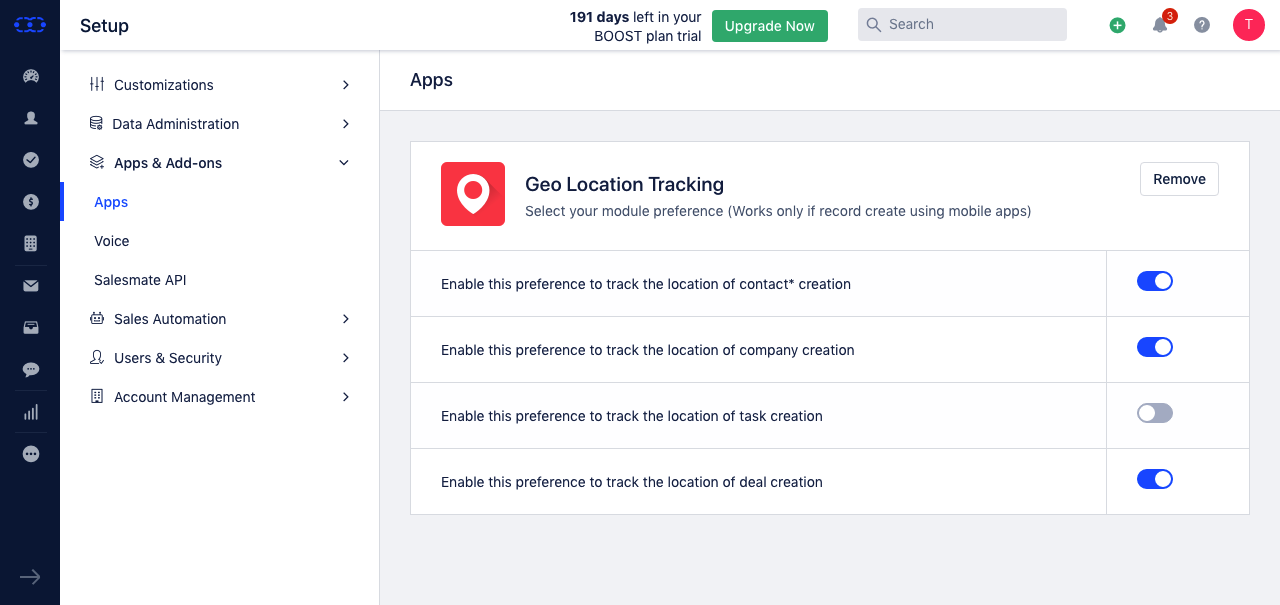 Setup
191 days left in your
BOOST plan trial
Upgrade Now
Search
3
T
Customizations
Data Administration
Apps & Add-ons
Apps
Voice
Salesmate API
Sales Automation
Users & Security
Account Management
Apps
Geo Location Tracking
Select your module preference (Works only if record create using mobile apps)
Remove
Enable this preference to track the location of contact* creation
Enable this preference to track the location of company creation
Enable this preference to track the location of task creation
Enable this preference to track the location of deal creation